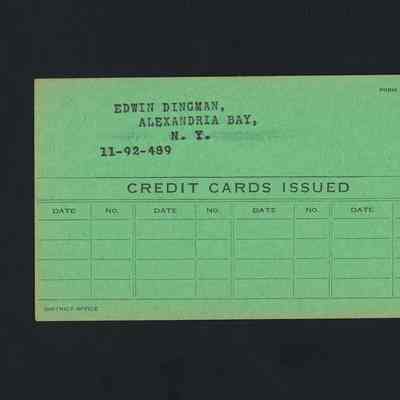 FORM
EDWIN DINGMAN,
ALEXANDRIA BAY,
N. Y.
11-92-489
CREDIT CARDS ISSUED
DATE NO. DATE NO. DATE NO. DATE
DISTRICT OFFICE